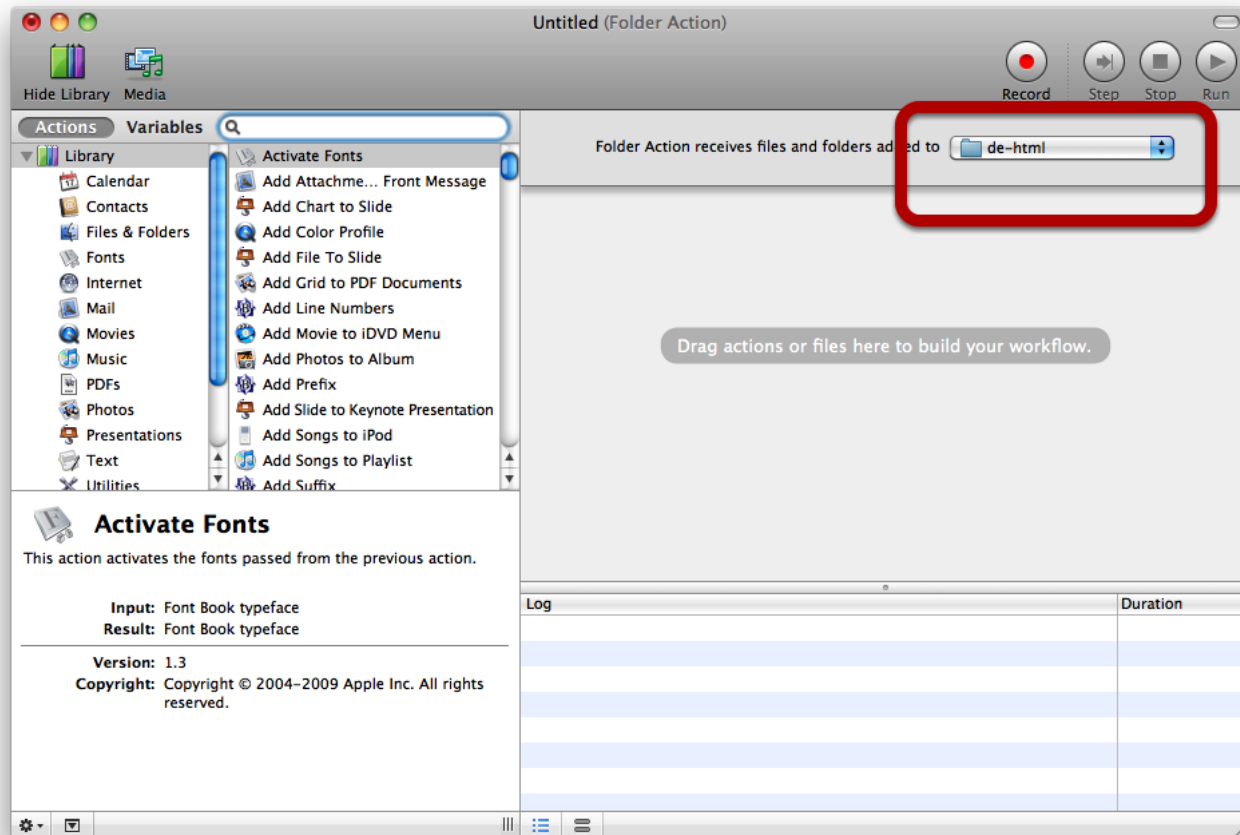 Untitled (Folder Action)
Hide Library Media
Record Step Stop Run
Actions Variables
Folder Action receives files and folders added to de-html
Library
Calendar
Contacts
Files & Folders
Fonts
Internet
Mail
Movies
Music
PDFs
Photos
Presentations
Text
Utilities
Activate Fonts
Add Attachme... Front Message
Add Chart to Slide
Add Color Profile
Add File To Slide
Add Grid to PDF Documents
Add Line Numbers
Add Movie to iDVD Menu
Add Photos to Album
Add Prefix
Add Slide to Keynote Presentation
Add Songs to iPod
Add Songs to Playlist
Add Suffix
Drag actions or files here to build your workflow.
Activate Fonts
This action activates the fonts passed from the previous action.
Input: Font Book typeface
Result: Font Book typeface
Version: 1.3
Copyright: Copyright © 2004–2009 Apple Inc. All rights
reserved.
Log Duration